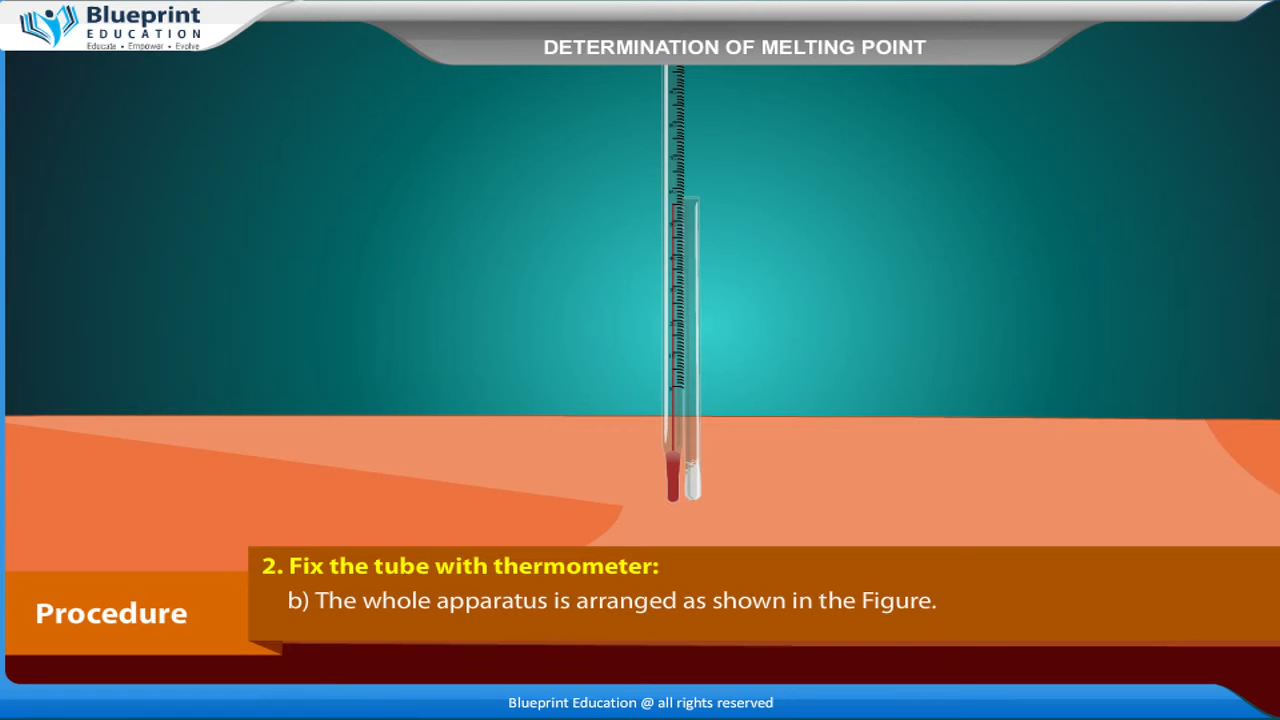 Blueprint
EDUCATION
Educate • Empower • Evolve
DETERMINATION OF MELTING POINT
2. Fix the tube with thermometer:
b) The whole apparatus is arranged as shown in the Figure.
Procedure
Blueprint Education @ all rights reserved